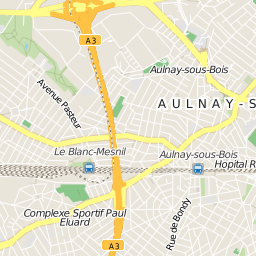 A3
Aulnay-sous-Bois
AULNAY-S
Avenue Pasteur
Le Blanc-Mesnil
Aulnay-sous-Bois
Hopital R
Complexe Sportif Paul
Eluard
Rue de Bondy
A3